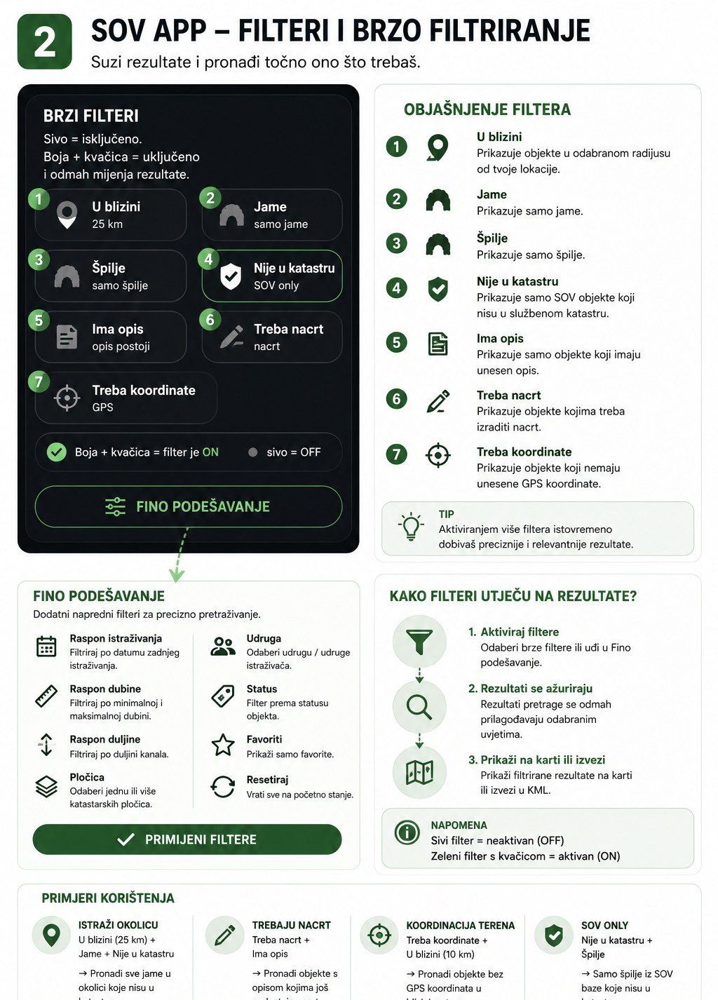 2
SOV APP – FILTERI I BRZO FILTRIRANJE
Suzi rezultate i pronađi točno ono što trebaš.
BRZI FILTERI
Sivo = isključeno.
Boja + kvačica = uključeno
i odmah mijenja rezultate.
1
U blizini
25 km
2
Jame
samo jame
3
Špilje
samo špilje
4
Nije u katastru
SOV only
5
Ima opis
opis postoji
6
Treba nacrt
nacrt
7
Treba koordinate
GPS
Boja + kvačica = filter je ON
sivo = OFF
FINO PODEŠAVANJE
OBJAŠNJENJE FILTERA
1
U blizini
Prikazuje objekte u odabranom radijusu
od tvoje lokacije.
2
Jame
Prikazuje samo jame.
3
Špilje
Prikazuje samo špilje.
4
Nije u katastru
Prikazuje samo SOV objekte koji
nisu u službenom katastru.
5
Ima opis
Prikazuje samo objekte koji imaju
unesen opis.
6
Treba nacrt
Prikazuje objekte kojima treba
izraditi nacrt.
7
Treba koordinate
Prikazuje objekte koji nemaju
unesene GPS koordinate.
TIP
Aktiviranjem više filtera istovremeno
dobivaš preciznije i relevantnije rezultate.
FINO PODEŠAVANJE
Dodatni napredni filteri za precizno pretraživanje.
Raspon istraživanja
Filtriraj po datumu zadnjeg
istraživanja.
Raspon dubine
Filtriraj po minimalnoj i
maksimalnoj dubini.
Raspon duljine
Filtriraj po duljini kanala.
Pločica
Odaberi jednu ili više
katastarskih pločica.
Udruga
Odaberi udrugu / udruge
istraživača.
Status
Filter prema statusu
objekta.
Favoriti
Prikaži samo favorite.
Resetiraj
Vrati sve na početno stanje.
PRIMIJENI FILTERE
KAKO FILTERI UTJEČU NA REZULTATE?
1. Aktiviraj filtere
Odaberi brze filtere ili uđi u Fino
podešavanje.
2. Rezultati se ažuriraju
Rezultati pretrage se odmah
prilagođavaju odabranim
uvjetima.
3. Prikaži na karti ili izvezi
Prikaži filtrirane rezultate na karti
ili izvezi u KML.
NAPOMENA
Sivi filter = neaktivan (OFF)
Zeleni filter s kvačicom = aktivan (ON)
PRIMJERI KORIŠTENJA
ISTRAŽI OKOLICU
U blizini (25 km) +
Jame + Nije u katastru
→ Pronađi sve jame u
okolici koje nisu u
TREBAJU NACRT
Treba nacrt +
Ima opis
→ Pronađi objekte s
opisom kojima još
KOORDINACIJA TERENA
Treba koordinate +
U blizini (10 km)
→ Pronađi objekte bez
GPS koordinata u
SOV ONLY
Nije u katastru +
Špilje
→ Samo špilje iz SOV
baze koje nisu u